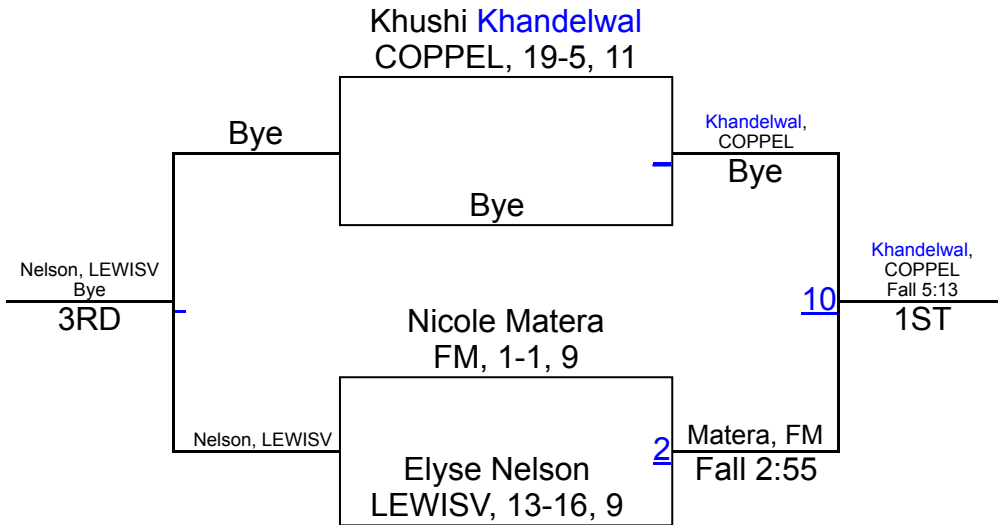 Khushi Khandelwal
COPPEL, 19-5, 11
Bye
Khandelwal,
COPPEL
Bye
Bye
Nelson, LEWISV
Bye
3RD
Khandelwal,
COPPEL
Fall 5:13
1ST
10
Nicole Matera
FM, 1-1, 9
Nelson, LEWISV
2
Matera, FM
Fall 2:55
Elyse Nelson
LEWISV, 13-16, 9